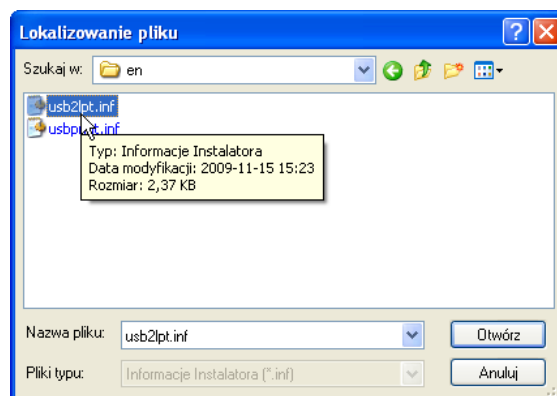 Lokalizowanie pliku
Szukaj w: en
usb2lpt.inf
Typ: Informacje Instalatora
Data modyfikacji: 2009-11-15 15:23
Rozmiar: 2,37 KB
Nazwa pliku: usb2lpt.inf Otwórz
Pliki typu: Informacje Instalatora (*.inf) Anuluj